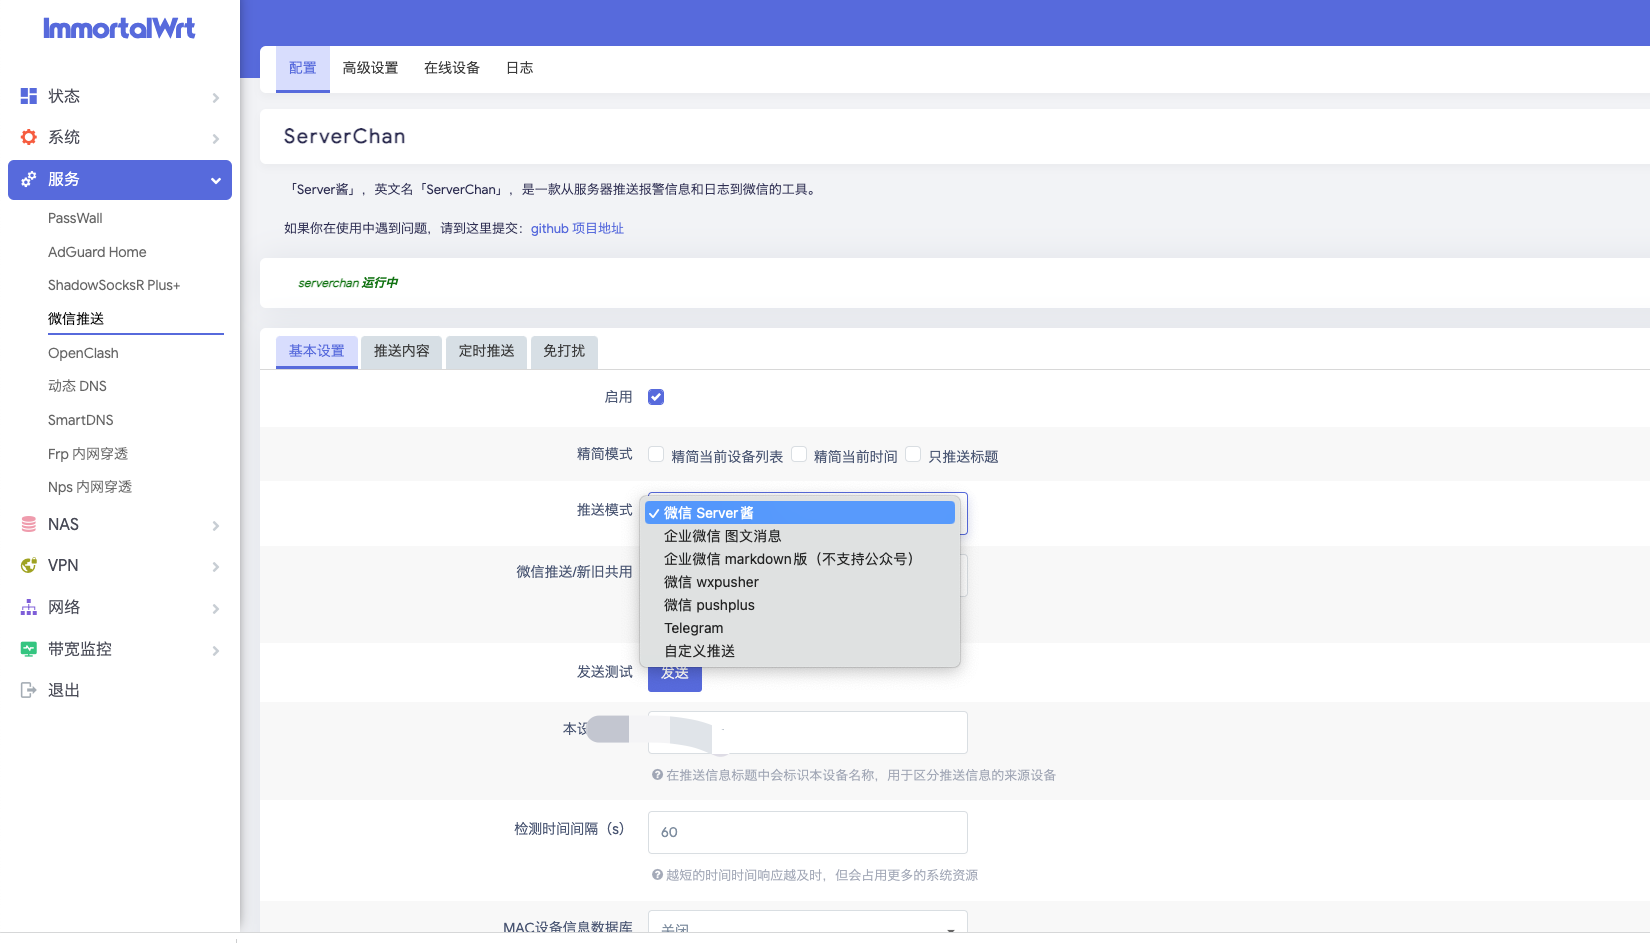 ImmortalWrt
状态
系统
服务
PassWall
AdGuard Home
ShadowSocksR Plus+
微信推送
OpenClash
动态 DNS
SmartDNS
Frp 内网穿透
Nps 内网穿透
NAS
VPN
网络
带宽监控
退出
配置 高级设置 在线设备 日志
ServerChan
「Server酱」，英文名「ServerChan」，是一款从服务器推送报警信息和日志到微信的工具。
如果你在使用中遇到问题，请到这里提交：github 项目地址
serverchan 运行中
基本设置 推送内容 定时推送 免打扰
启用
精简模式 精简当前设备列表 精简当前时间 只推送标题
推送模式
微信 Server酱
企业微信 图文消息
企业微信 markdown版（不支持公众号）
微信 wxpusher
微信 pushplus
Telegram
自定义推送
微信推送/新旧共用
发送测试 发送
本设
在推送信息标题中会标识本设备名称，用于区分推送信息的来源设备
检测时间间隔（s） 60
越短的时间时间响应越及时，但会占用更多的系统资源
MAC设备信息数据库 关闭